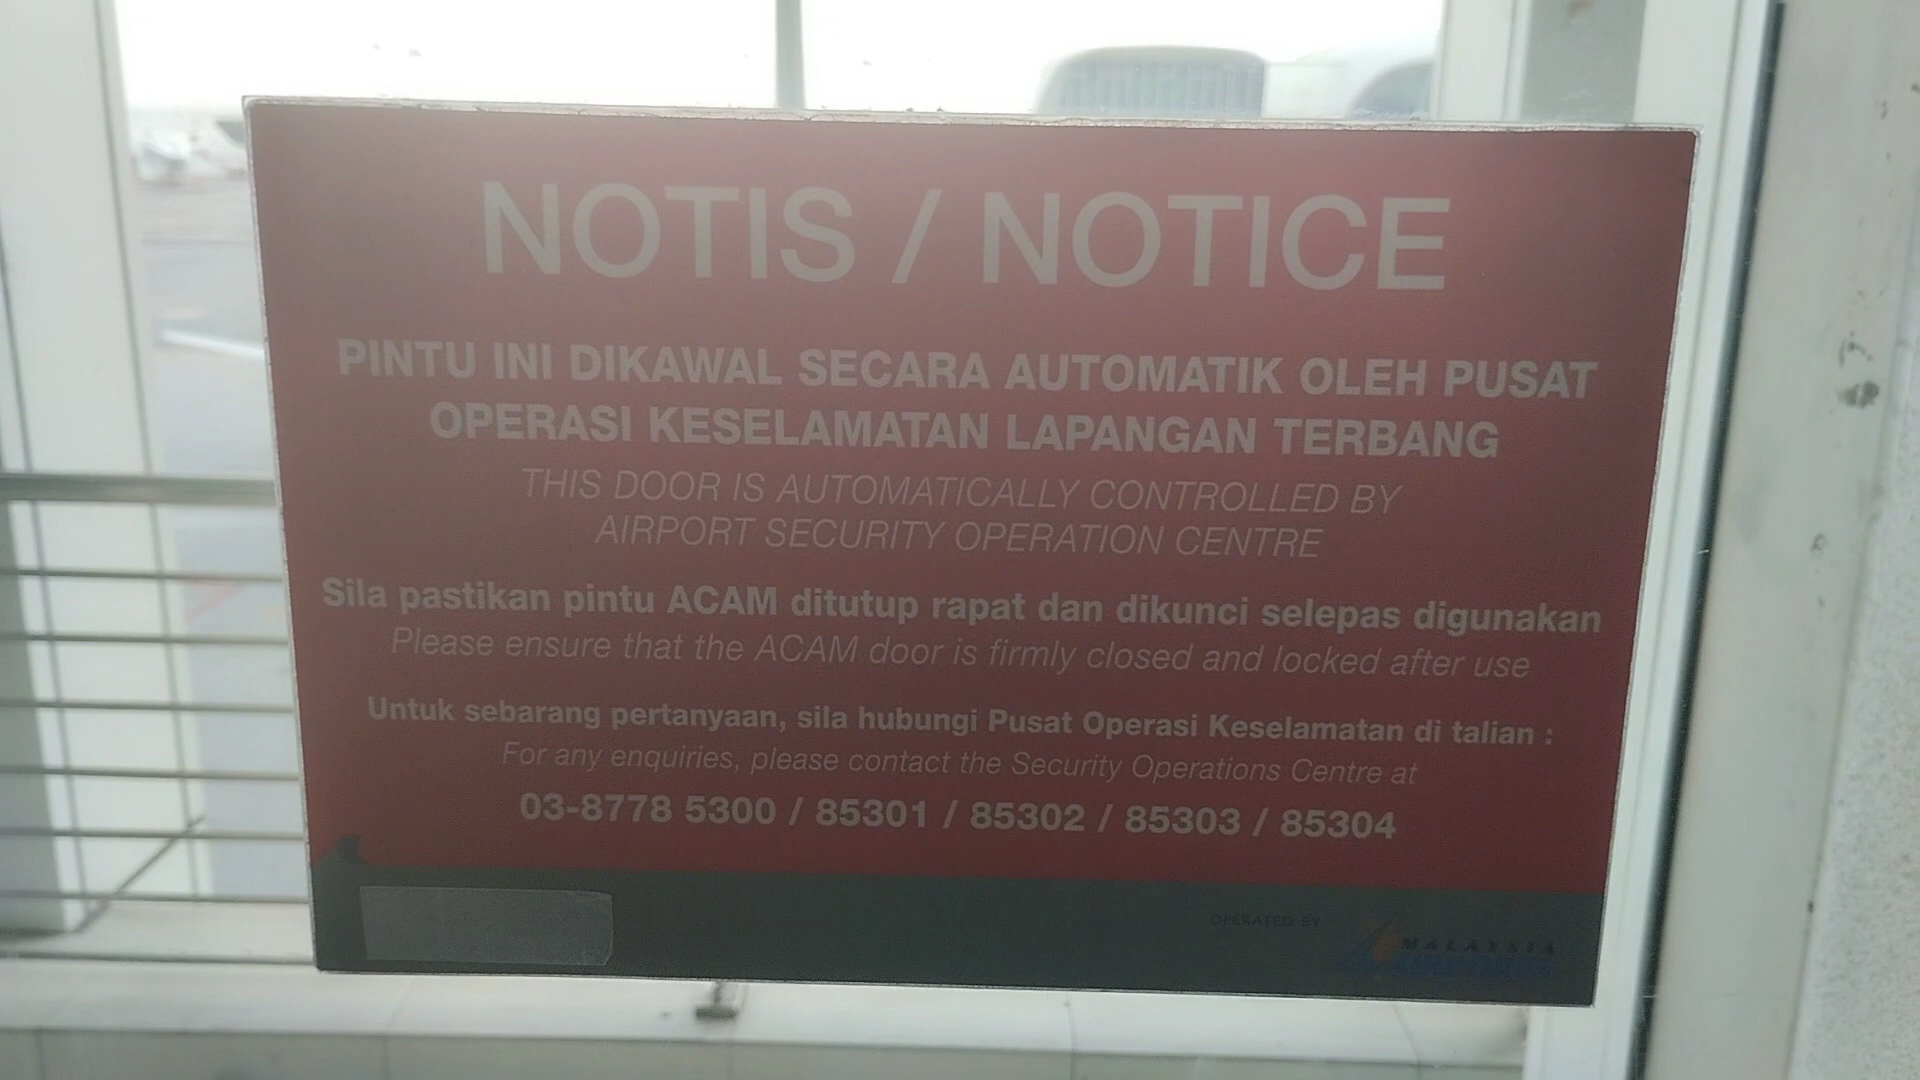 NOTIS / NOTICE
PINTU INI DIKAWAL SECARA AUTOMATIK OLEH PUSAT
OPERASI KESELAMATAN LAPANGAN TERBANG
THIS DOOR IS AUTOMATICALLY CONTROLLED BY
AIRPORT SECURITY OPERATION CENTRE
Sila pastikan pintu ACAM ditutup rapat dan dikunci selepas digunakan
Please ensure that the ACAM door is firmly closed and locked after use
Untuk sebarang pertanyaan, sila hubungi Pusat Operasi Keselamatan di talian :
For any enquiries, please contact the Security Operations Centre at
03-8778 5300 / 85301 / 85302 / 85303 / 85304
OPERATED BY
MALAYSIA